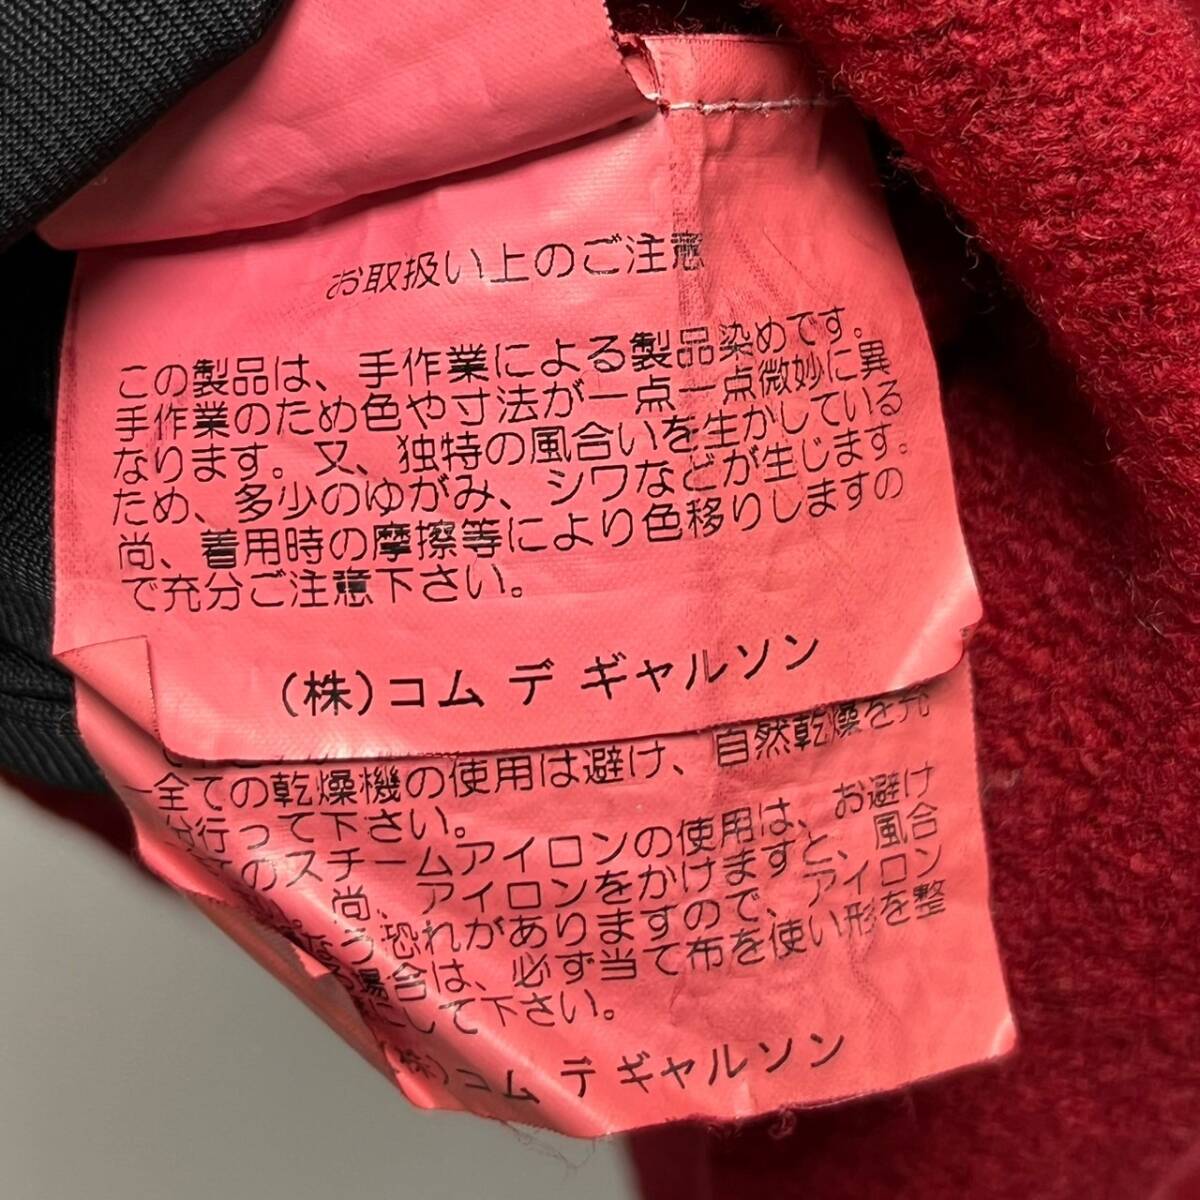 お取扱い上のご注意
この製品は、手作業による製品染めです。
手作業のため色や寸法が一点一点微妙に異
なります。又、独特の風合いを生かしている
ため、多少のゆがみ、シワなどが生じます。
尚、着用時の摩擦等により色移りしますの
で充分ご注意下さい。
(株)コム デ ギャルソン
全ての乾燥機の使用は避け、自然乾燥を充
分行って下さい。
てのスチームアイロンの使用は、お避け
尚、アイロンをかけますと、風合
う恐れがありますので、アイロン
場合は、必ず当て布を使い形を整
にして下さい。
(株)コム デ ギャルソン